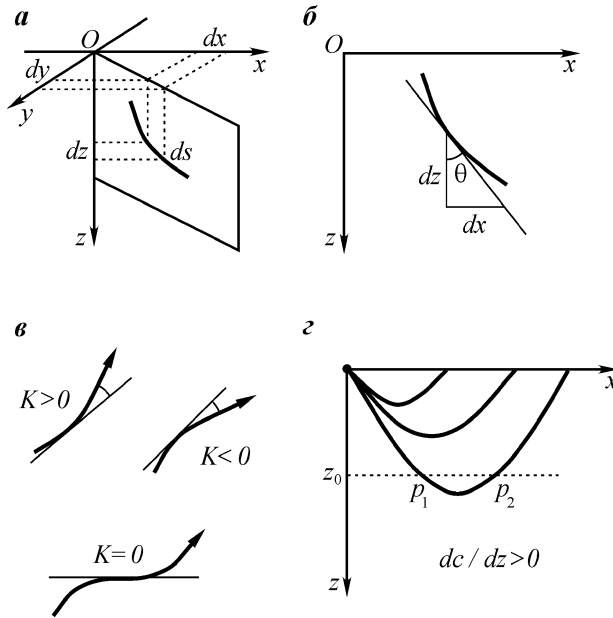 а
O
dx
x
dy
y
dz
ds
z
б
O
x
dz
θ
dx
z
в
K>0
K<0
K=0
г
x
z₀
p₁
p₂
dc / dz>0
z